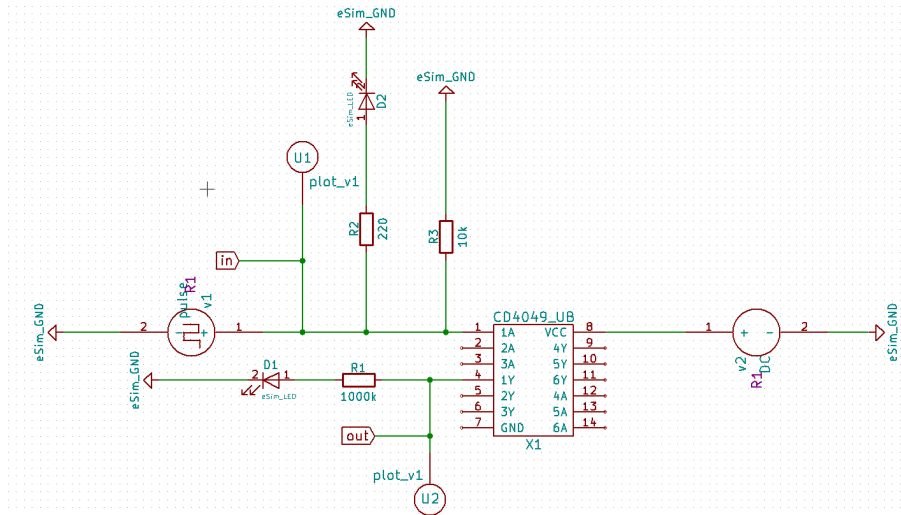 eSim_GND
eSim_GND
2
D2
eSim_LED
1
U1
plot_v1
R2
220
R3
10k
in
R1
pulse
v1
eSim_GND
2
- +
1
CD4049_UB
1 1A VCC 8
2 2A 4Y 9
3 3A 5Y 10
4 1Y 6Y 11
5 2Y 4A 12
6 3Y 5A 13
7 GND 6A 14
X1
1
+ -
2
v2
DC
R1
eSim_GND
eSim_GND
2
D1
1
eSim_LED
R1
1000k
out
plot_v1
U2